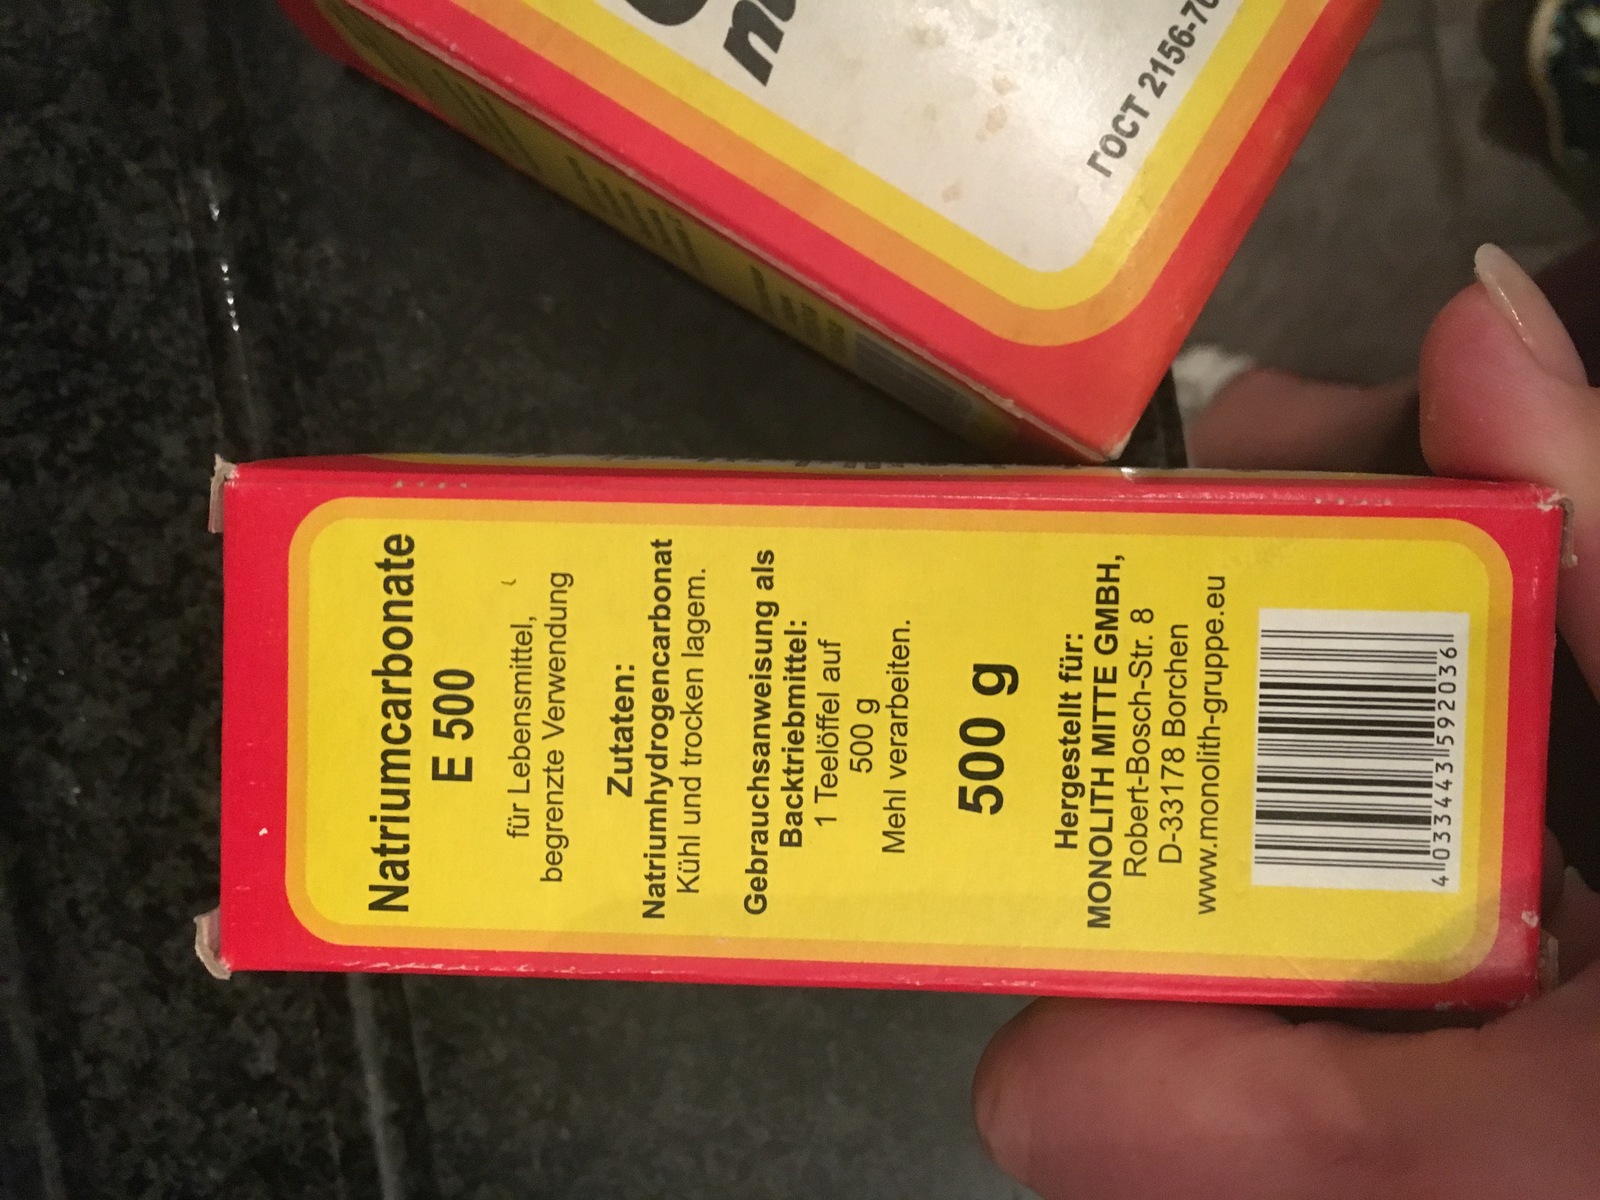 Natriumcarbonate
E 500
für Lebensmittel,
begrenzte Verwendung
Zutaten:
Natriumhydrogencarbonat
Kühl und trocken lagern.
Gebrauchsanweisung als
Backtriebmittel:
1 Teelöffel auf
500 g
Mehl verarbeiten.
500 g
Hergestellt für:
MONOLITH MITTE GMBH,
Robert-Bosch-Str. 8
D-33178 Borchen
www.monolith-gruppe.eu
4 033443 592036
ГОСТ 2156-76